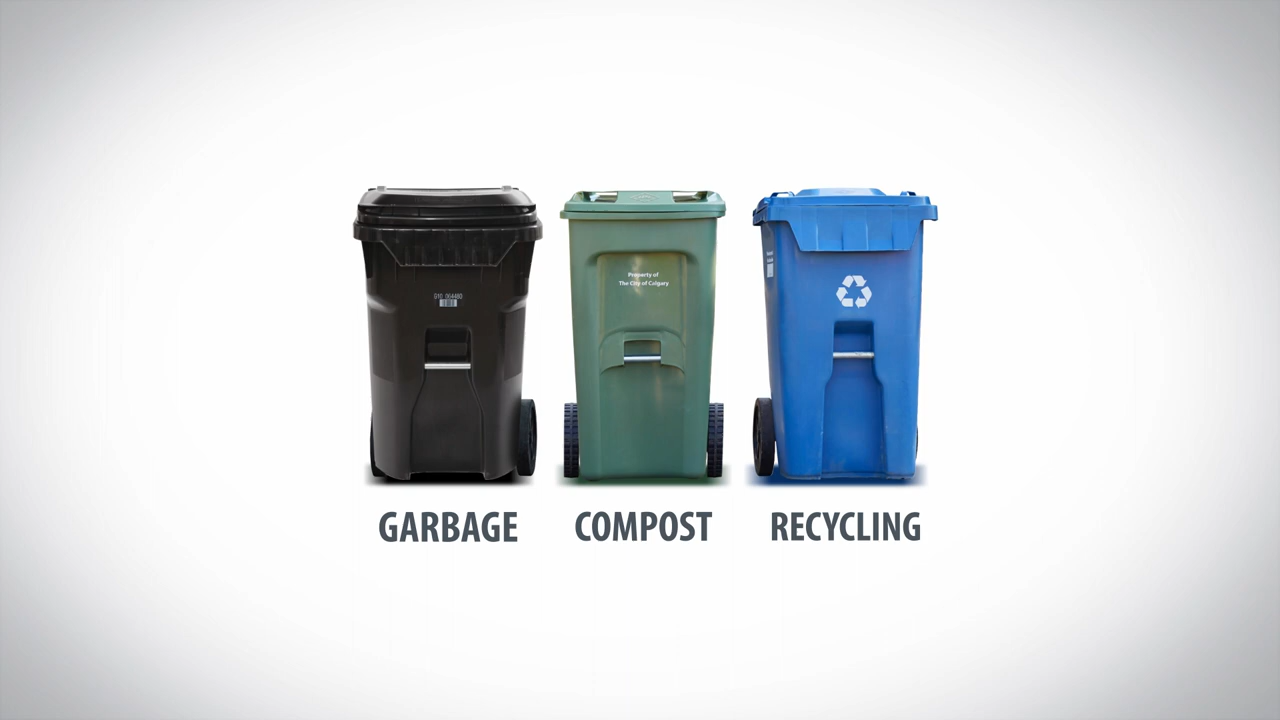 Property of
The City of Calgary
GARBAGE
COMPOST
RECYCLING